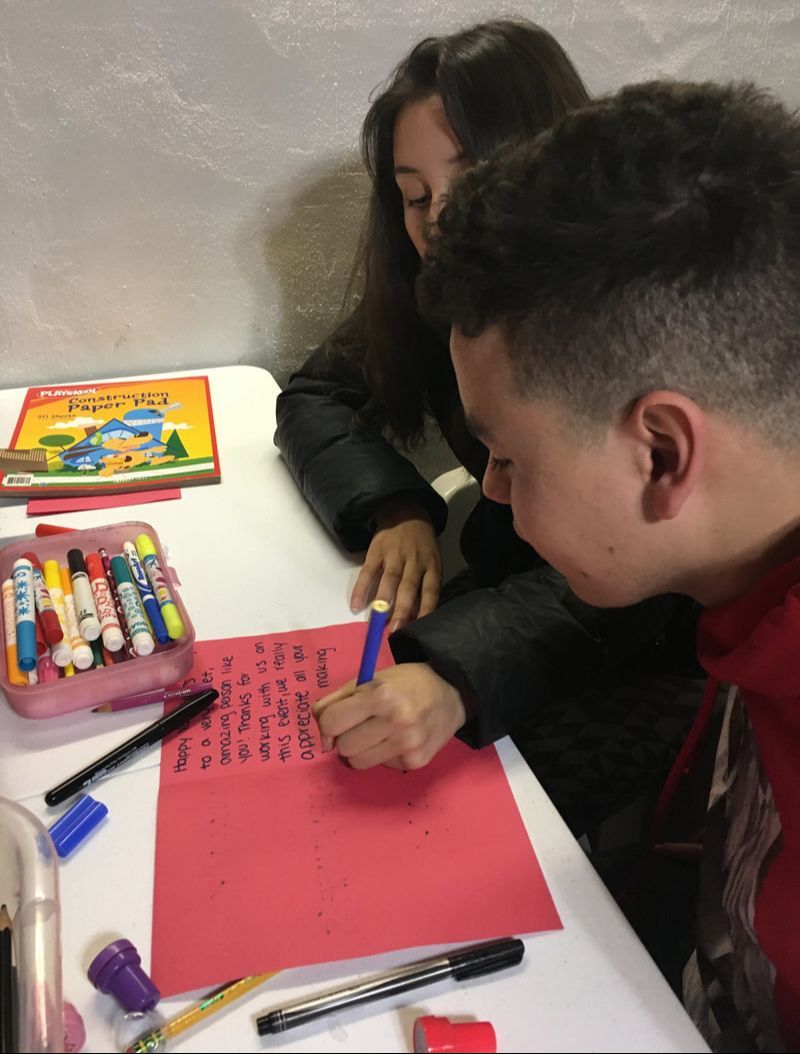 PLAYSKOOL
Construction
Paper Pad
Happy
to a
amazing person like
you! Thanks for
working with us on
this event, we really
appreciate all your
making